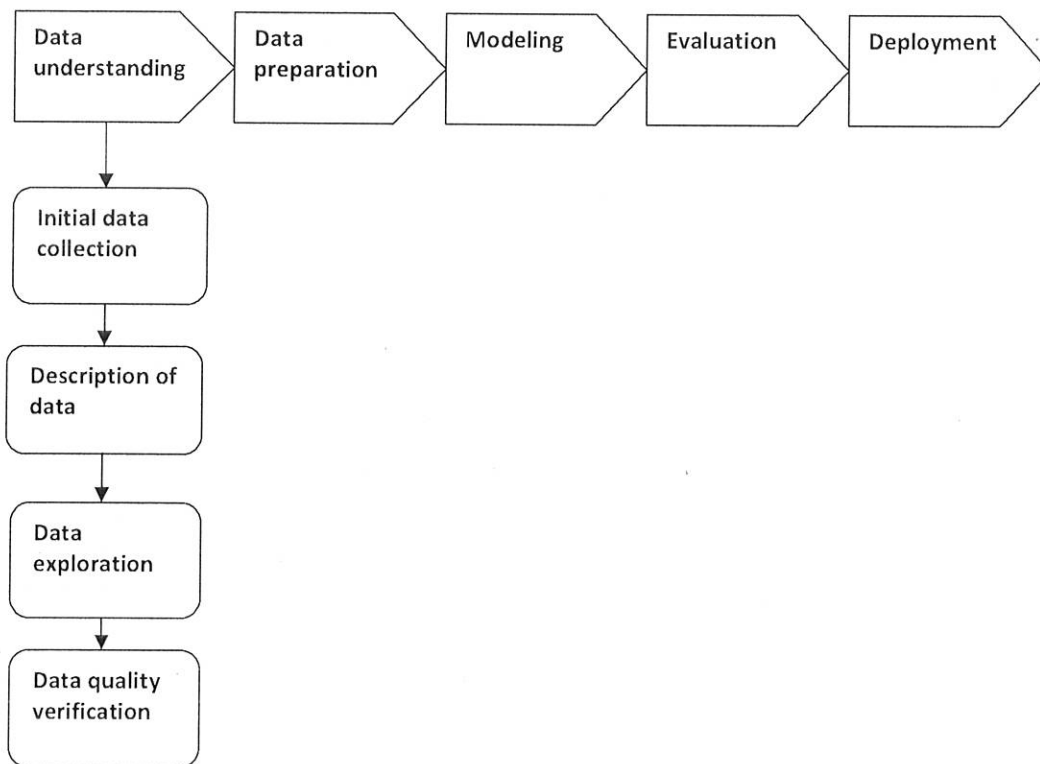 Data
understanding
Data
preparation
Modeling
Evaluation
Deployment
Initial data
collection
Description of
data
Data
exploration
Data quality
verification